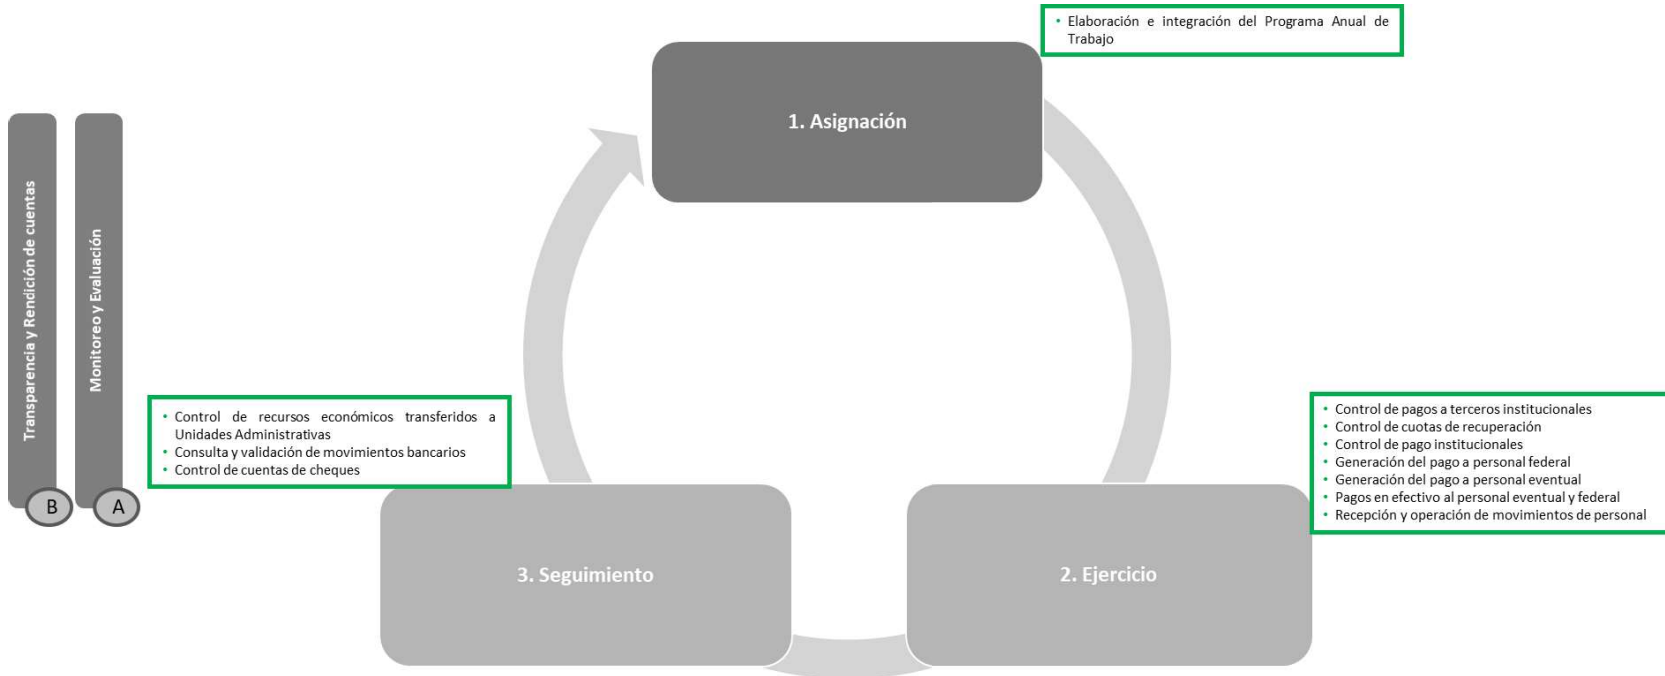 • Elaboración e integración del Programa Anual de
Trabajo
1. Asignación
Transparencia y Rendición de cuentas
B
Monitoreo y Evaluación
A
• Control de recursos económicos transferidos a
Unidades Administrativas
• Consulta y validación de movimientos bancarios
• Control de cuentas de cheques
• Control de pagos a terceros institucionales
• Control de cuotas de recuperación
• Control de pago institucionales
• Generación del pago a personal federal
• Generación del pago a personal eventual
• Pagos en efectivo al personal eventual y federal
• Recepción y operación de movimientos de personal
3. Seguimiento
2. Ejercicio